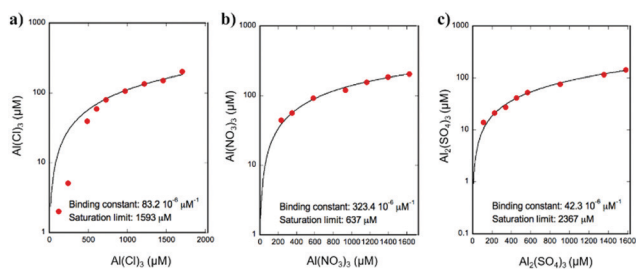 a)
1000
100
10
1
Al(Cl)3 (μM)
Binding constant: 83.2 10-6 μM-1
Saturation limit: 1593 μM
0 500 1000 1500 2000
Al(Cl)3 (μM)
b)
1000
100
10
1
Al(NO3)3 (μM)
Binding constant: 323.4 10-6 μM-1
Saturation limit: 637 μM
0 200 400 600 800 1000 1200 1400 1600
Al(NO3)3 (μM)
c)
1000
100
10
1
0.1
Al2(SO4)3 (μM)
Binding constant: 42.3 10-6 μM-1
Saturation limit: 2367 μM
0 200 400 600 800 1000 1200 1400 1600
Al2(SO4)3 (μM)